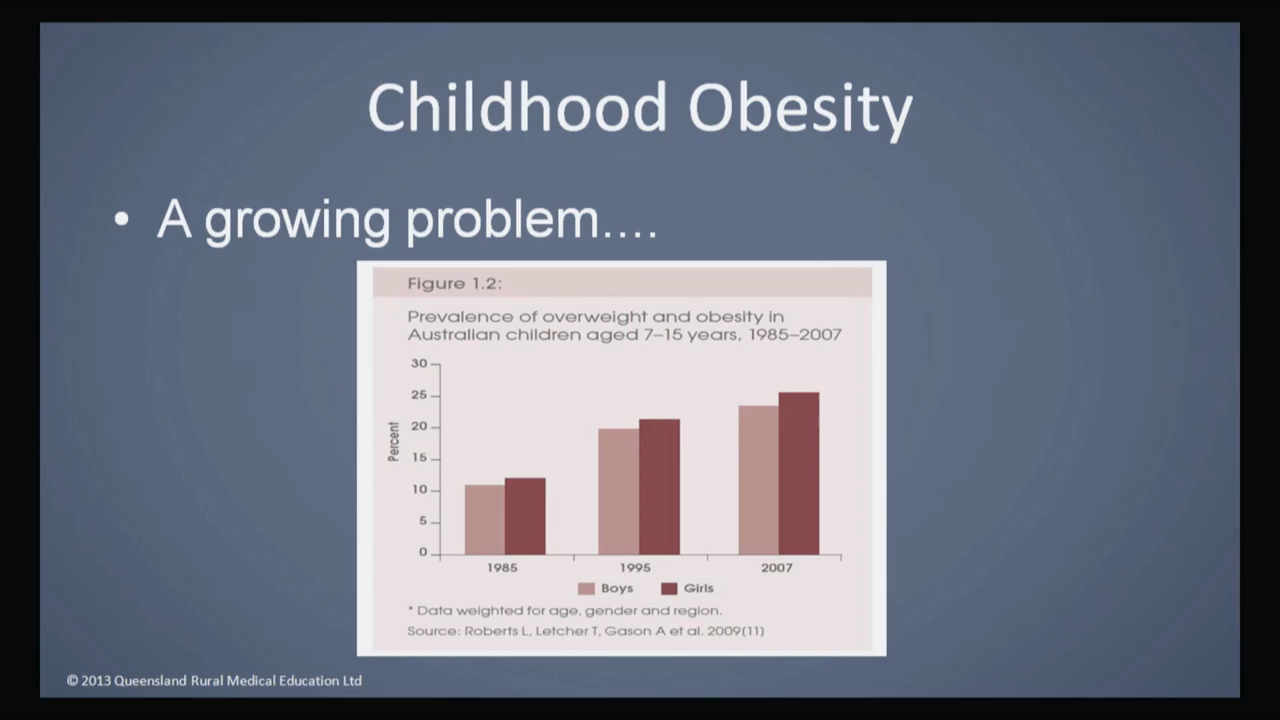 Childhood Obesity
• A growing problem….
Figure 1.2:
Prevalence of overweight and obesity in
Australian children aged 7–15 years, 1985–2007
30
25
20
15
10
5
0
Percent
1985 1995 2007
Boys Girls
* Data weighted for age, gender and region.
Source: Roberts L, Letcher T, Gason A et al. 2009(11)
© 2013 Queensland Rural Medical Education Ltd